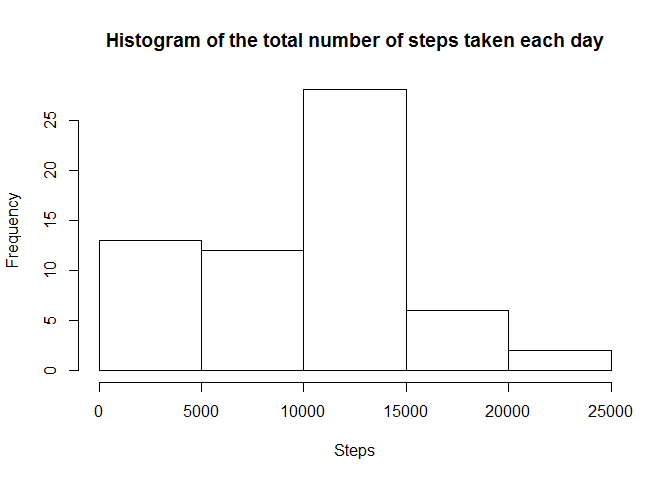 Histogram of the total number of steps taken each day
Frequency
25
20
15
10
5
0
0 5000 10000 15000 20000 25000
Steps